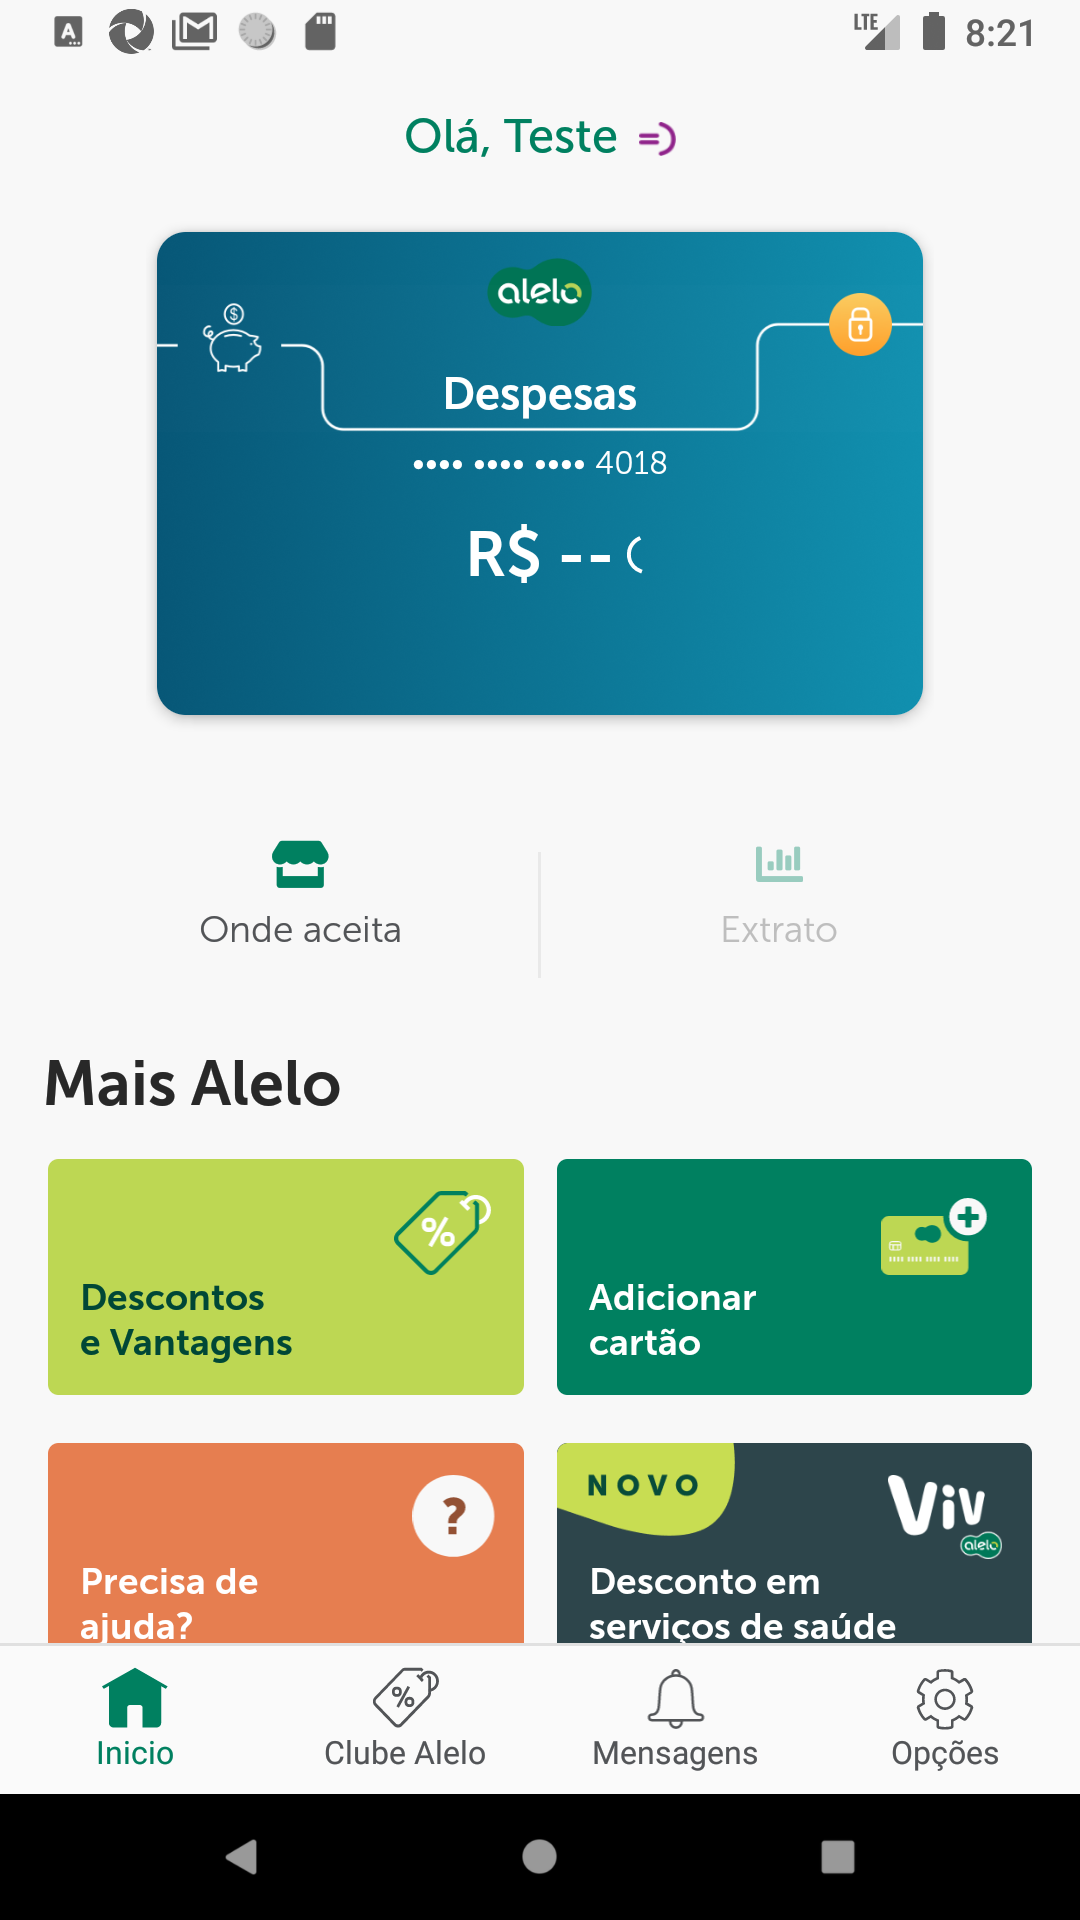 LTE 8:21
Olá, Teste =)
alelo
Despesas
•••• •••• •••• 4018
R$ --
Onde aceita
Extrato
Mais Alelo
%
Descontos
e Vantagens
Adicionar
cartão
?
Precisa de
ajuda?
NOVO
Viv
alelo
Desconto em
serviços de saúde
Inicio
Clube Alelo
Mensagens
Opções